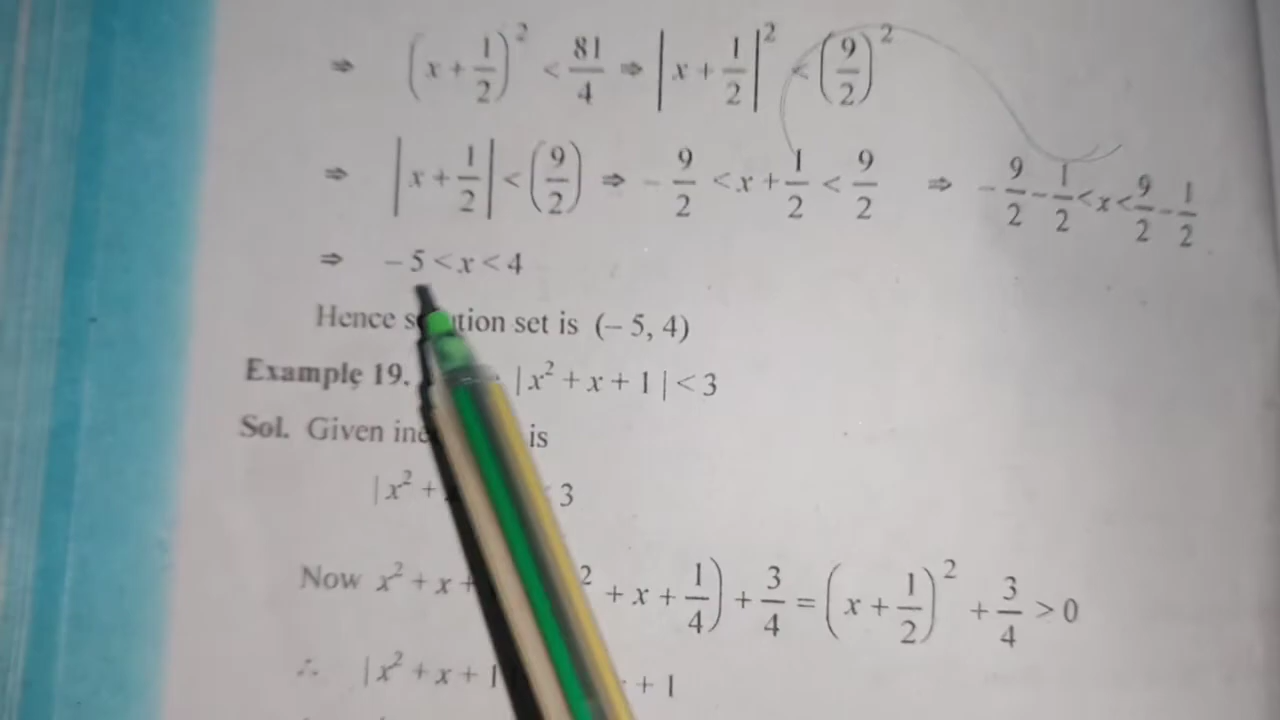 ⇒ (x + 1/2)² < 81/4 ⇒ |x + 1/2|² < (9/2)²
⇒ |x + 1/2| < (9/2) ⇒ - 9/2 < x + 1/2 < 9/2 ⇒ - 9/2 - 1/2 < x < 9/2 - 1/2
⇒ - 5 < x < 4
Hence solution set is (– 5, 4)
Example 19. |x² + x + 1| < 3
Sol. Given is
|x² + 3
Now x² + x + ² + x + 1/4) + 3/4 = (x + 1/2)² + 3/4 > 0
∴ |x² + x + 1 + 1